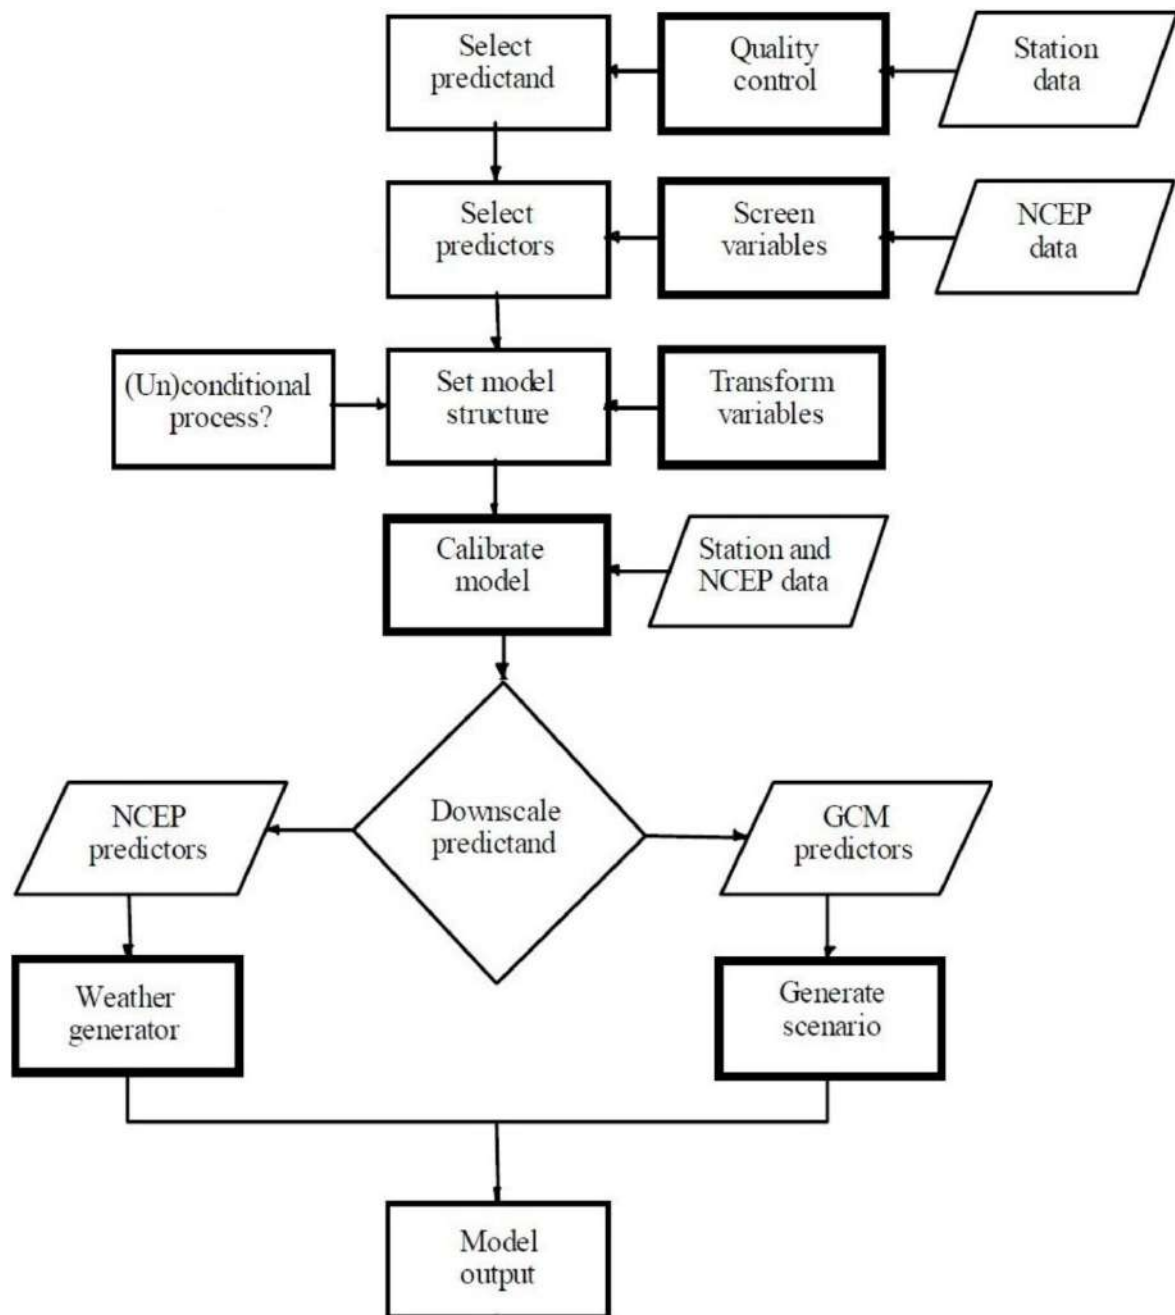 Select
predictand
Quality
control
Station
data
Select
predictors
Screen
variables
NCEP
data
(Un)conditional
process?
Set model
structure
Transform
variables
Calibrate
model
Station and
NCEP data
NCEP
predictors
Downscale
predictand
GCM
predictors
Weather
generator
Generate
scenario
Model
output